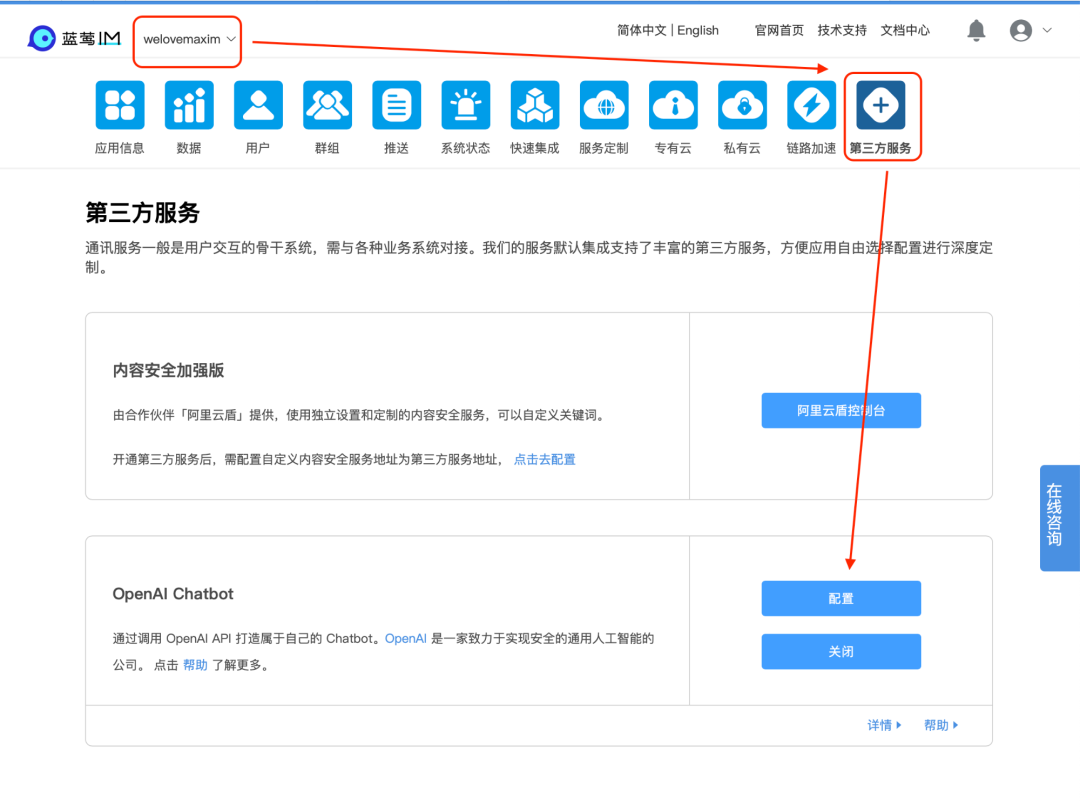 蓝莺IM
welovemaxim
简体中文 | English
官网首页
技术支持
文档中心
应用信息
数据
用户
群组
推送
系统状态
快速集成
服务定制
专有云
私有云
链路加速
第三方服务
第三方服务
通讯服务一般是用户交互的骨干系统，需与各种业务系统对接。我们的服务默认集成支持了丰富的第三方服务，方便应用自由选择配置进行深度定
制。
内容安全加强版
由合作伙伴「阿里云盾」提供，使用独立设置和定制的内容安全服务，可以自定义关键词。
阿里云盾控制台
开通第三方服务后，需配置自定义内容安全服务地址为第三方服务地址， 点击去配置
在线咨询
OpenAI Chatbot
通过调用 OpenAI API 打造属于自己的 Chatbot。OpenAI 是一家致力于实现安全的通用人工智能的
公司。 点击 帮助 了解更多。
配置
关闭
详情
帮助